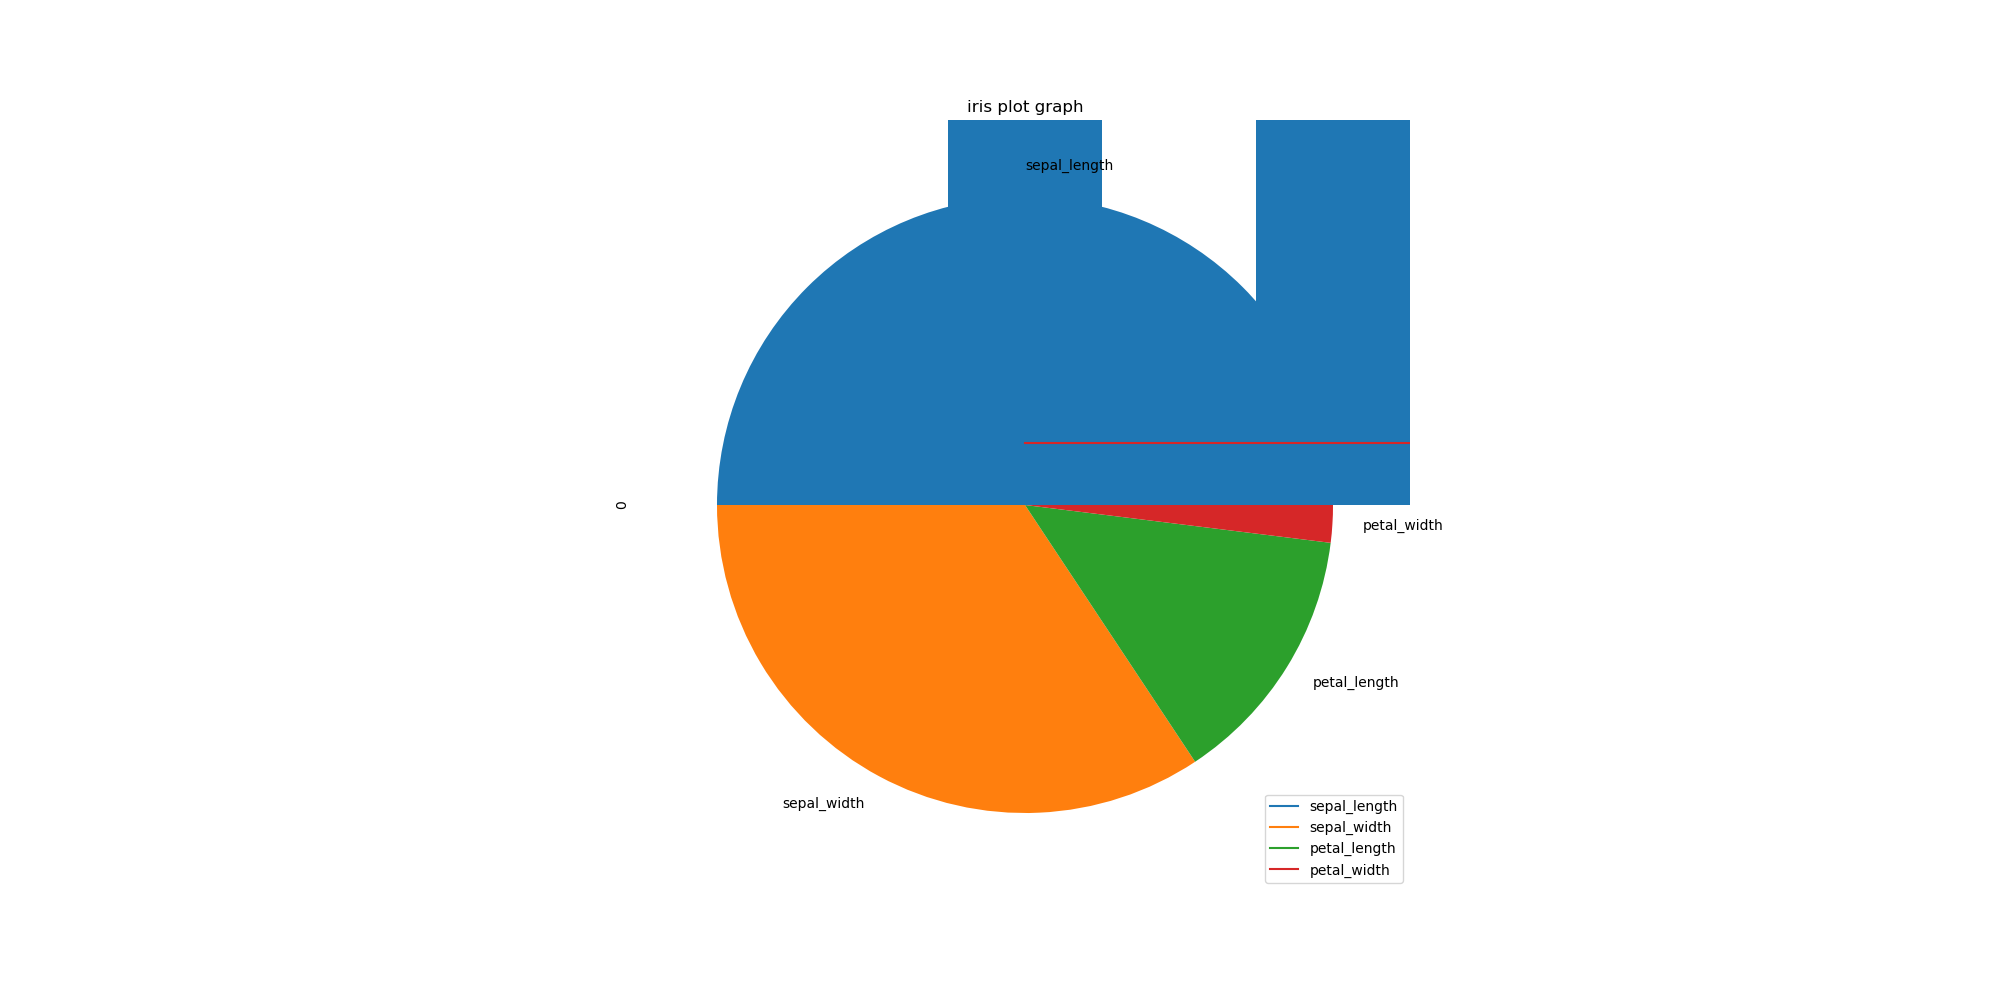 iris plot graph
sepal_length
0
petal_width
petal_length
sepal_width
sepal_length
sepal_width
petal_length
petal_width